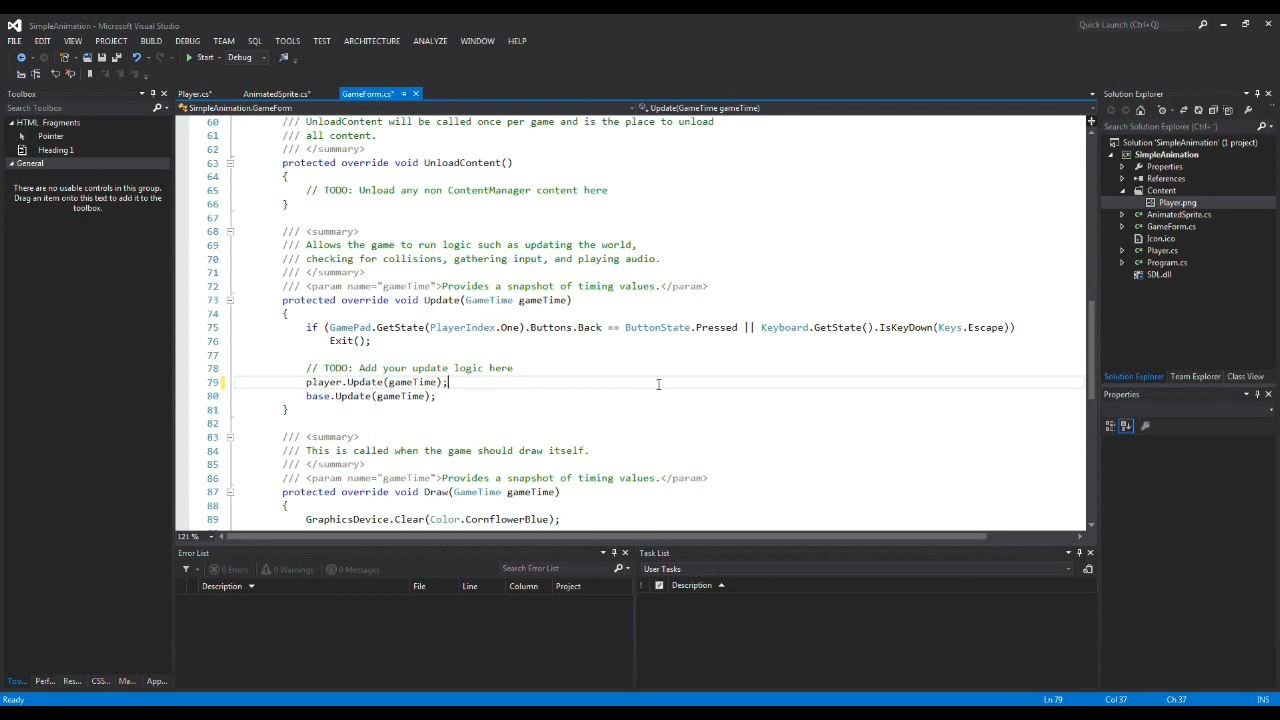 SimpleAnimation - Microsoft Visual Studio
Quick Launch (Ctrl+Q)
FILE EDIT VIEW PROJECT BUILD DEBUG TEAM SQL TOOLS TEST ARCHITECTURE ANALYZE WINDOW HELP
Start Debug
Toolbox
Search Toolbox
HTML Fragments
Pointer
Heading 1
General
There are no usable controls in this group.
Drag an item onto this text to add it to the
toolbox.
Player.cs* AnimatedSprite.cs* GameForm.cs*
SimpleAnimation.GameForm Update(GameTime gameTime)
60 /// UnloadContent will be called once per game and is the place to unload
61 /// all content.
62 /// </summary>
63 protected override void UnloadContent()
64 {
65 // TODO: Unload any non ContentManager content here
66 }
67
68 /// <summary>
69 /// Allows the game to run logic such as updating the world,
70 /// checking for collisions, gathering input, and playing audio.
71 /// </summary>
72 /// <param name="gameTime">Provides a snapshot of timing values.</param>
73 protected override void Update(GameTime gameTime)
74 {
75 if (GamePad.GetState(PlayerIndex.One).Buttons.Back == ButtonState.Pressed || Keyboard.GetState().IsKeyDown(Keys.Escape))
76 Exit();
77
78 // TODO: Add your update logic here
79 player.Update(gameTime);
80 base.Update(gameTime);
81 }
82
83 /// <summary>
84 /// This is called when the game should draw itself.
85 /// </summary>
86 /// <param name="gameTime">Provides a snapshot of timing values.</param>
87 protected override void Draw(GameTime gameTime)
88 {
89 GraphicsDevice.Clear(Color.CornflowerBlue);
121 %
Error List
0 Errors 0 Warnings 0 Messages Search Error List
Description File Line Column Project
Task List
User Tasks
! Description
Solution Explorer
Search Solution Explorer (Ctrl+;)
Solution 'SimpleAnimation' (1 project)
SimpleAnimation
Properties
References
Content
Player.png
AnimatedSprite.cs
GameForm.cs
Icon.ico
Player.cs
Program.cs
SDL.dll
Solution Explorer Team Explorer Class View
Properties
Too... Perf... Res... CSS... Ma... App...
Ready Ln 79 Col 37 Ch 37 INS